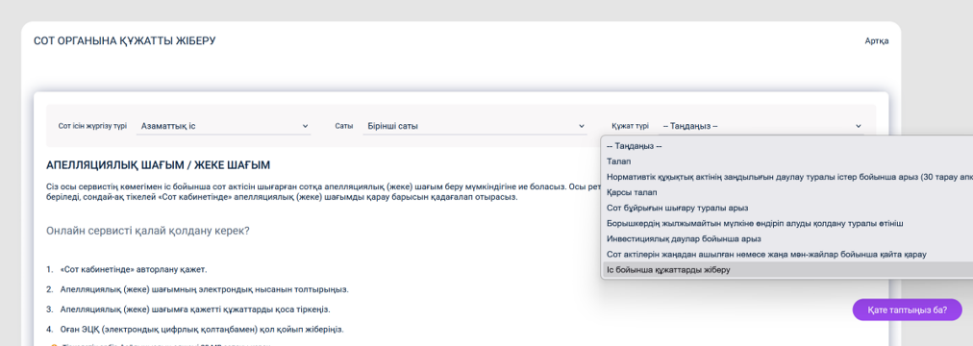 СОТ ОРГАНЫНА ҚҰЖАТТЫ ЖІБЕРУ
Артқа
Сот ісін жүргізу түрі Азаматтық іс Саты Бірінші саты Құжат түрі -- Таңдаңыз --
-- Таңдаңыз --
Талап
Нормативтік құқықтық актінің заңдылығын даулау туралы істер бойынша арыз (30 тарау
Қарсы талап
Сот бұйрығын шығару туралы арыз
Борышкердің жылжымайтын мүлкіне өндіріп алуды қолдану туралы өтініш
Инвестициялық даулар бойынша арыз
Сот актілерін жаңадан ашылған немесе жаңа мән-жайлар бойынша қайта қарау
Іс бойынша құжаттарды жіберу
АПЕЛЛЯЦИЯЛЫҚ ШАҒЫМ / ЖЕКЕ ШАҒЫМ
Сіз осы сервистің көмегімен іс бойынша сот актісін шығарған сотқа апелляциялық (жеке) шағым беру мүмкіндігіне ие боласыз. Осы
беріледі, сондай-ақ тікелей «Сот кабинетінде» апелляциялық (жеке) шағымды қарау барысын қадағалап отырасыз.
Онлайн сервисті қалай қолдану керек?
1. «Сот кабинетінде» авторлану қажет.
2. Апелляциялық (жеке) шағымның электрондық нысанын толтырыңыз.
3. Апелляциялық (жеке) шағымға қажетті құжаттарды қоса тіркеңіз.
4. Оған ЭЦҚ (электрондық цифрлық қолтаңбамен) қол қойып жіберіңіз.
Қате таптыңыз ба?